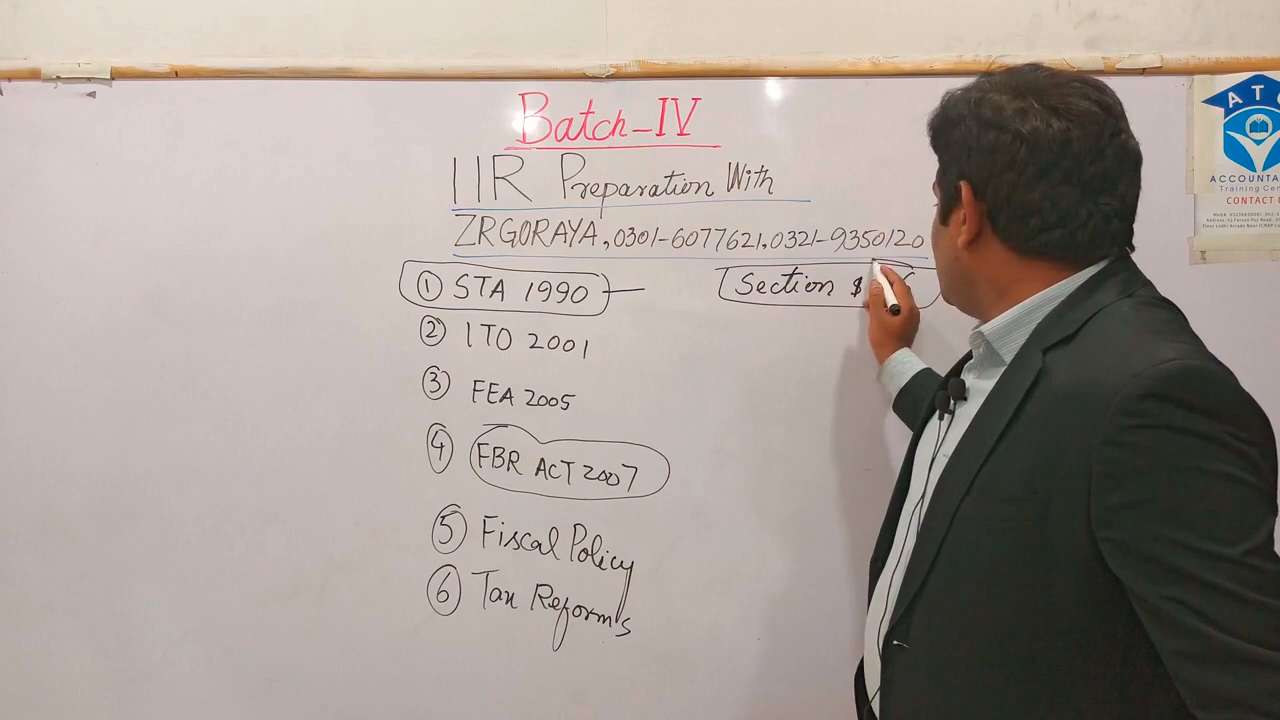 Batch-IV
IIR Preparation With
ZRGORAYA, 0301-6077621, 0321-9350120
① STA 1990 —
Section
② ITO 2001
③ FEA 2005
④ FBR ACT 2007
⑤ Fiscal Policy
⑥ Tax Reforms
ATC
ACCOUNTA
Training Cen
CONTACT